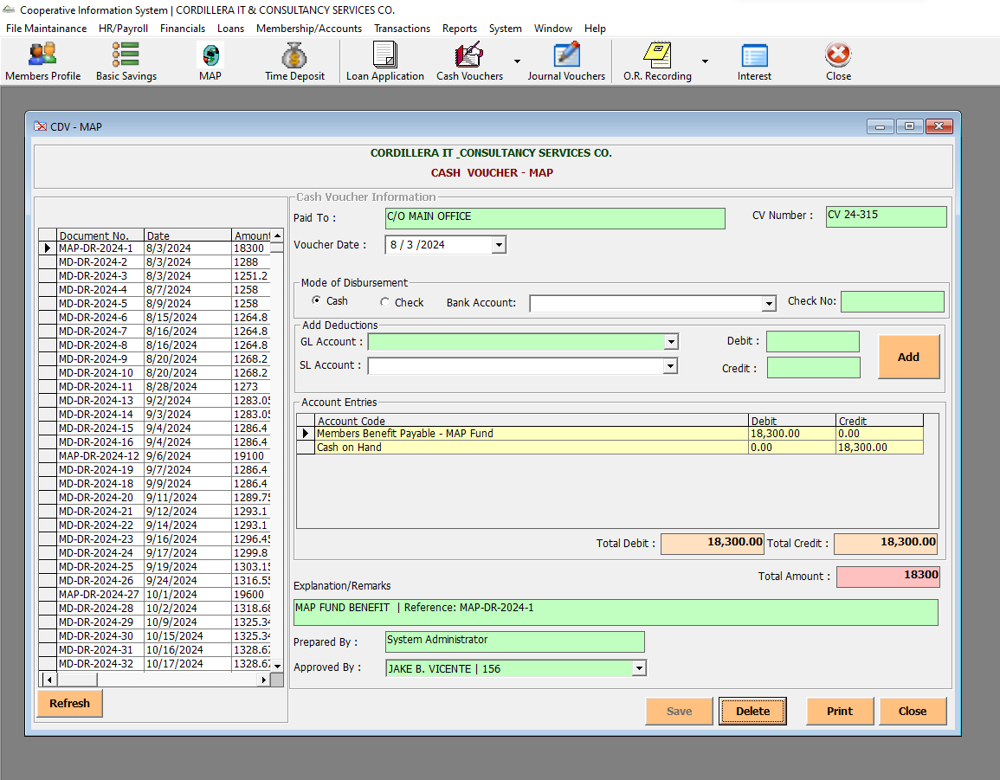 Cooperative Information System | CORDILLERA IT & CONSULTANCY SERVICES CO.
File Maintainance HR/Payroll Financials Loans Membership/Accounts Transactions Reports System Window Help
Members Profile Basic Savings MAP Time Deposit Loan Application Cash Vouchers Journal Vouchers O.R. Recording Interest Close
CDV - MAP
CORDILLERA IT _CONSULTANCY SERVICES CO.
CASH VOUCHER - MAP
Document No. Date Amount
MAP-DR-2024-1 8/3/2024 18300
MD-DR-2024-2 8/3/2024 1288
MD-DR-2024-3 8/3/2024 1251.2
MD-DR-2024-4 8/7/2024 1258
MD-DR-2024-5 8/9/2024 1258
MD-DR-2024-6 8/15/2024 1264.8
MD-DR-2024-7 8/16/2024 1264.8
MD-DR-2024-8 8/16/2024 1264.8
MD-DR-2024-9 8/20/2024 1268.2
MD-DR-2024-10 8/20/2024 1268.2
MD-DR-2024-11 8/28/2024 1273
MD-DR-2024-13 9/2/2024 1283.05
MD-DR-2024-14 9/3/2024 1283.05
MD-DR-2024-15 9/4/2024 1286.4
MD-DR-2024-16 9/4/2024 1286.4
MAP-DR-2024-12 9/6/2024 19100
MD-DR-2024-19 9/7/2024 1286.4
MD-DR-2024-18 9/9/2024 1286.4
MD-DR-2024-20 9/11/2024 1289.75
MD-DR-2024-21 9/12/2024 1293.1
MD-DR-2024-22 9/14/2024 1293.1
MD-DR-2024-23 9/16/2024 1296.45
MD-DR-2024-24 9/17/2024 1299.8
MD-DR-2024-25 9/19/2024 1303.15
MD-DR-2024-26 9/24/2024 1316.55
MAP-DR-2024-27 10/1/2024 19600
MD-DR-2024-28 10/2/2024 1318.68
MD-DR-2024-29 10/9/2024 1325.34
MD-DR-2024-30 10/15/2024 1325.34
MD-DR-2024-31 10/16/2024 1328.67
MD-DR-2024-32 10/17/2024 1328.67
Refresh
Cash Voucher Information
Paid To : C/O MAIN OFFICE CV Number : CV 24-315
Voucher Date : 8 / 3 /2024
Mode of Disbursement
Cash Check Bank Account: Check No:
Add Deductions
GL Account : Debit :
SL Account : Credit :
Add
Account Entries
Account Code Debit Credit
Members Benefit Payable - MAP Fund 18,300.00 0.00
Cash on Hand 0.00 18,300.00
Total Debit : 18,300.00 Total Credit : 18,300.00
Total Amount : 18300
Explanation/Remarks
MAP FUND BENEFIT | Reference: MAP-DR-2024-1
Prepared By : System Administrator
Approved By : JAKE B. VICENTE | 156
Save Delete Print Close